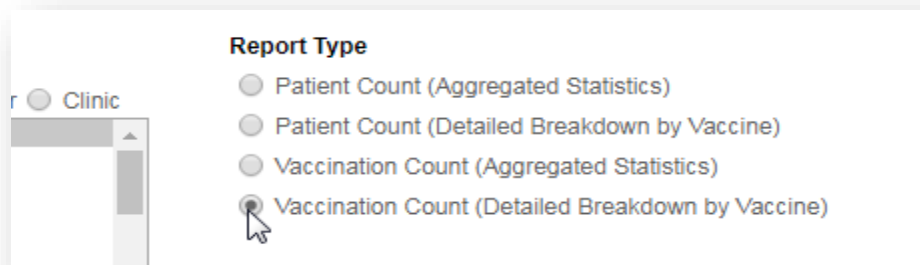 Report Type
Patient Count (Aggregated Statistics)
r Clinic
Patient Count (Detailed Breakdown by Vaccine)
Vaccination Count (Aggregated Statistics)
Vaccination Count (Detailed Breakdown by Vaccine)